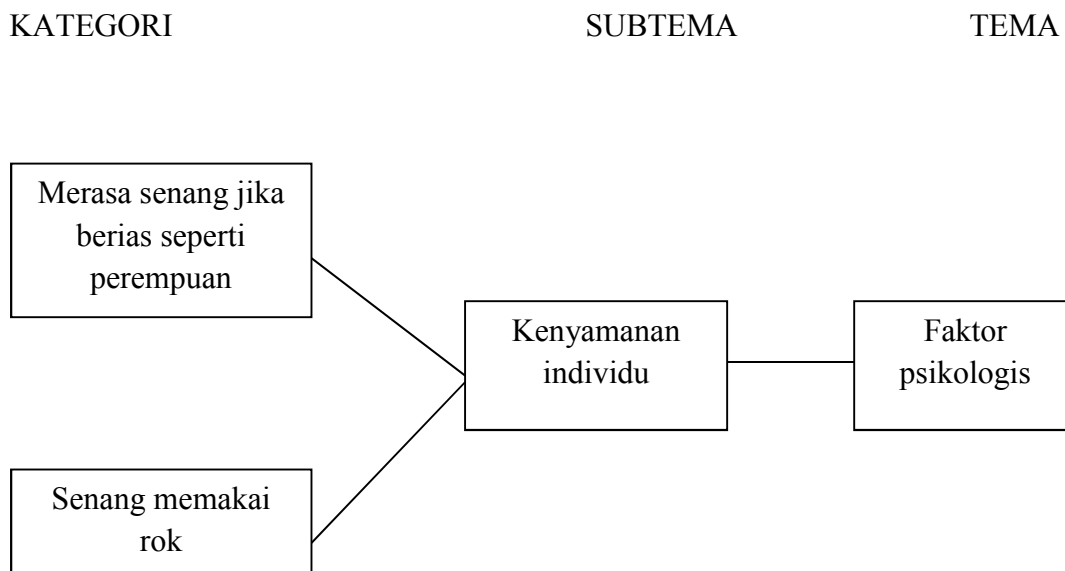 KATEGORI SUBTEMA TEMA
Merasa senang jika
berias seperti
perempuan
Kenyamanan
individu
Faktor
psikologis
Senang memakai
rok